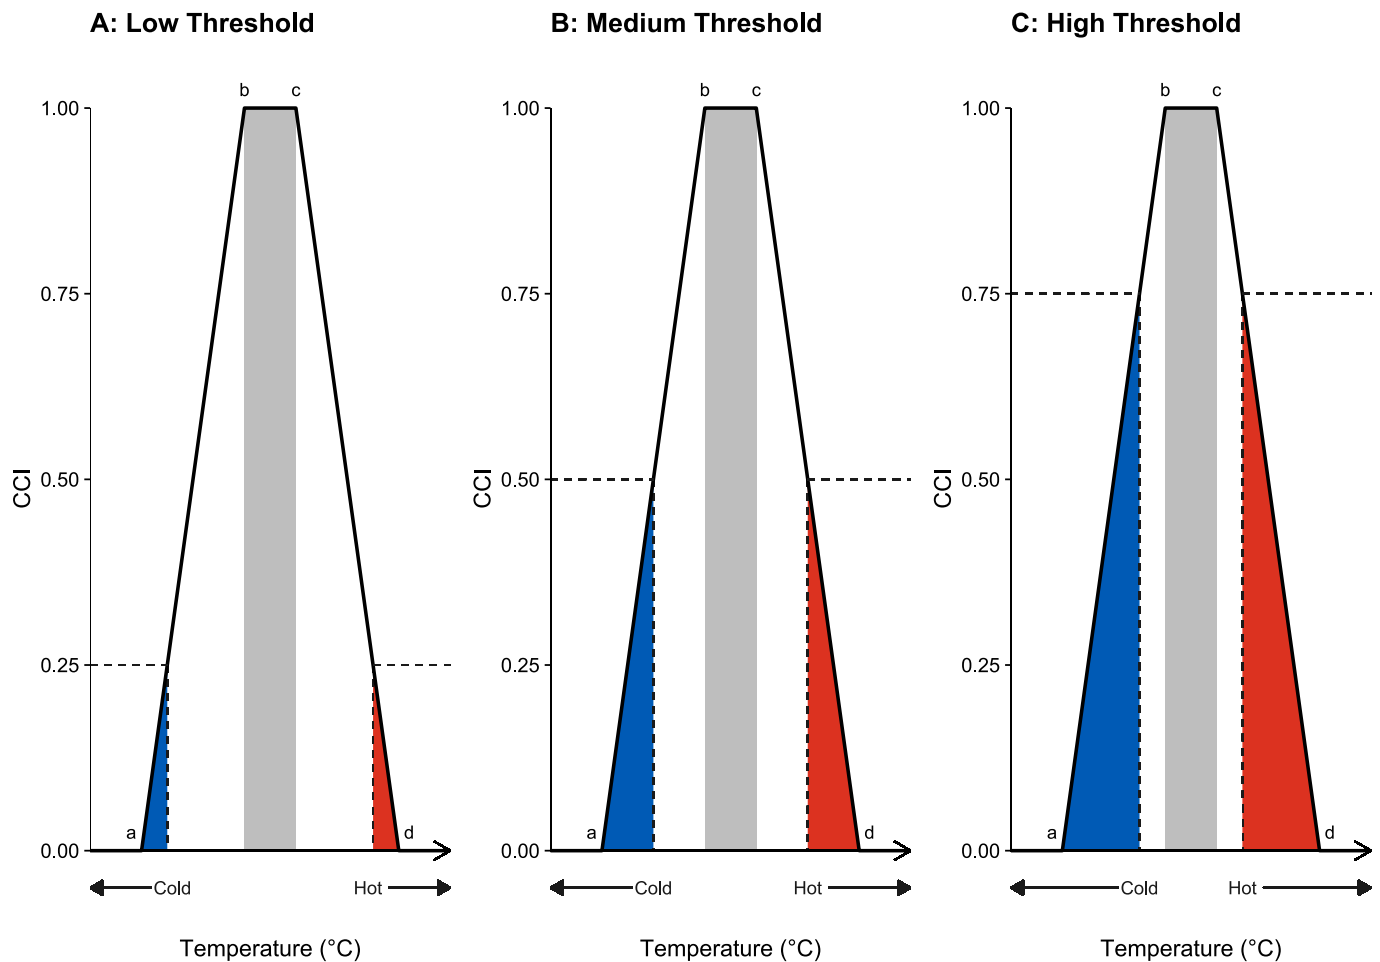 A: Low Threshold
b c
1.00
0.75
0.50
0.25
0.00
CCI
a d
Cold Hot
Temperature (°C)
B: Medium Threshold
b c
1.00
0.75
0.50
0.25
0.00
CCI
a d
Cold Hot
Temperature (°C)
C: High Threshold
b c
1.00
0.75
0.50
0.25
0.00
CCI
a d
Cold Hot
Temperature (°C)